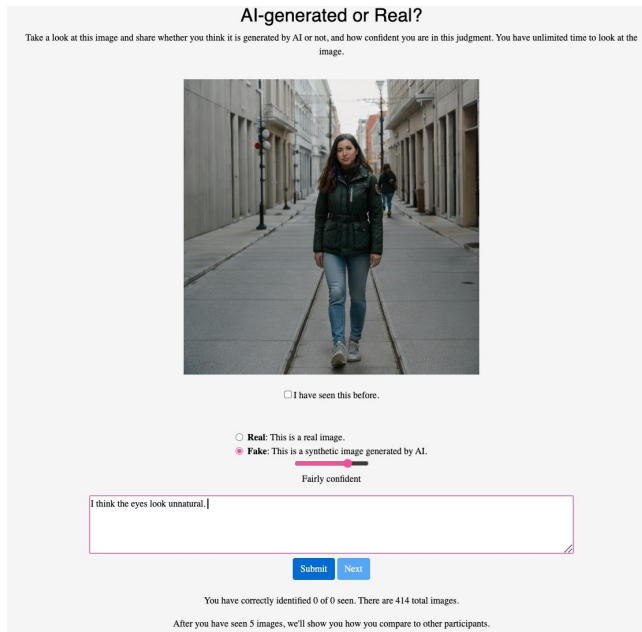 AI-generated or Real?
Take a look at this image and share whether you think it is generated by AI or not, and how confident you are in this judgment. You have unlimited time to look at the
image.
I have seen this before.
Real: This is a real image.
Fake: This is a synthetic image generated by AI.
Fairly confident
I think the eyes look unnatural.
Submit Next
You have correctly identified 0 of 0 seen. There are 414 total images.
After you have seen 5 images, we'll show you how you compare to other participants.